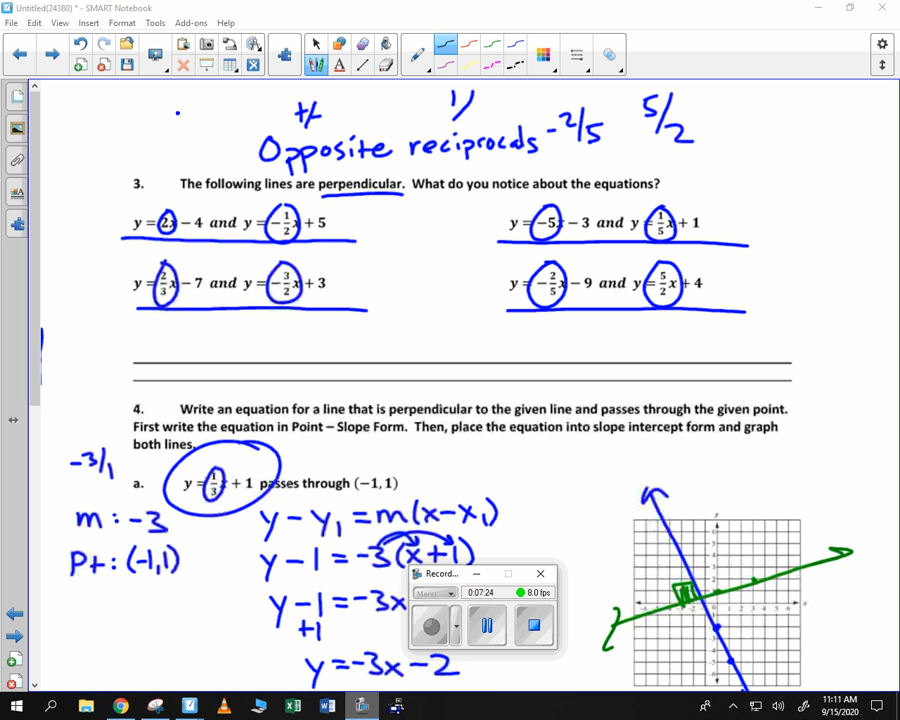 Untitled(24380) * - SMART Notebook
File Edit View Insert Format Tools Add-ons Help
+/-
1/
5/2
Opposite reciprocals -2/5
3. The following lines are perpendicular. What do you notice about the equations?
y = 2x − 4 and y = −1/2x + 5
y = −5x − 3 and y = 1/5x + 1
y = 2/3x − 7 and y = −3/2x + 3
y = −2/5x − 9 and y = 5/2x + 4
4. Write an equation for a line that is perpendicular to the given line and passes through the given point.
First write the equation in Point – Slope Form. Then, place the equation into slope intercept form and graph
both lines.
-3/1
a. y = 1/3x + 1 passes through (−1, 1)
m: -3
y - y₁ = m(x - x₁)
Pt: (-1,1)
y - 1 = -3(x + 1)
y - 1 = -3x
+1
y = -3x - 2
Record...
Menu:
0:07:24
8.0 fps
11:11 AM
9/15/2020